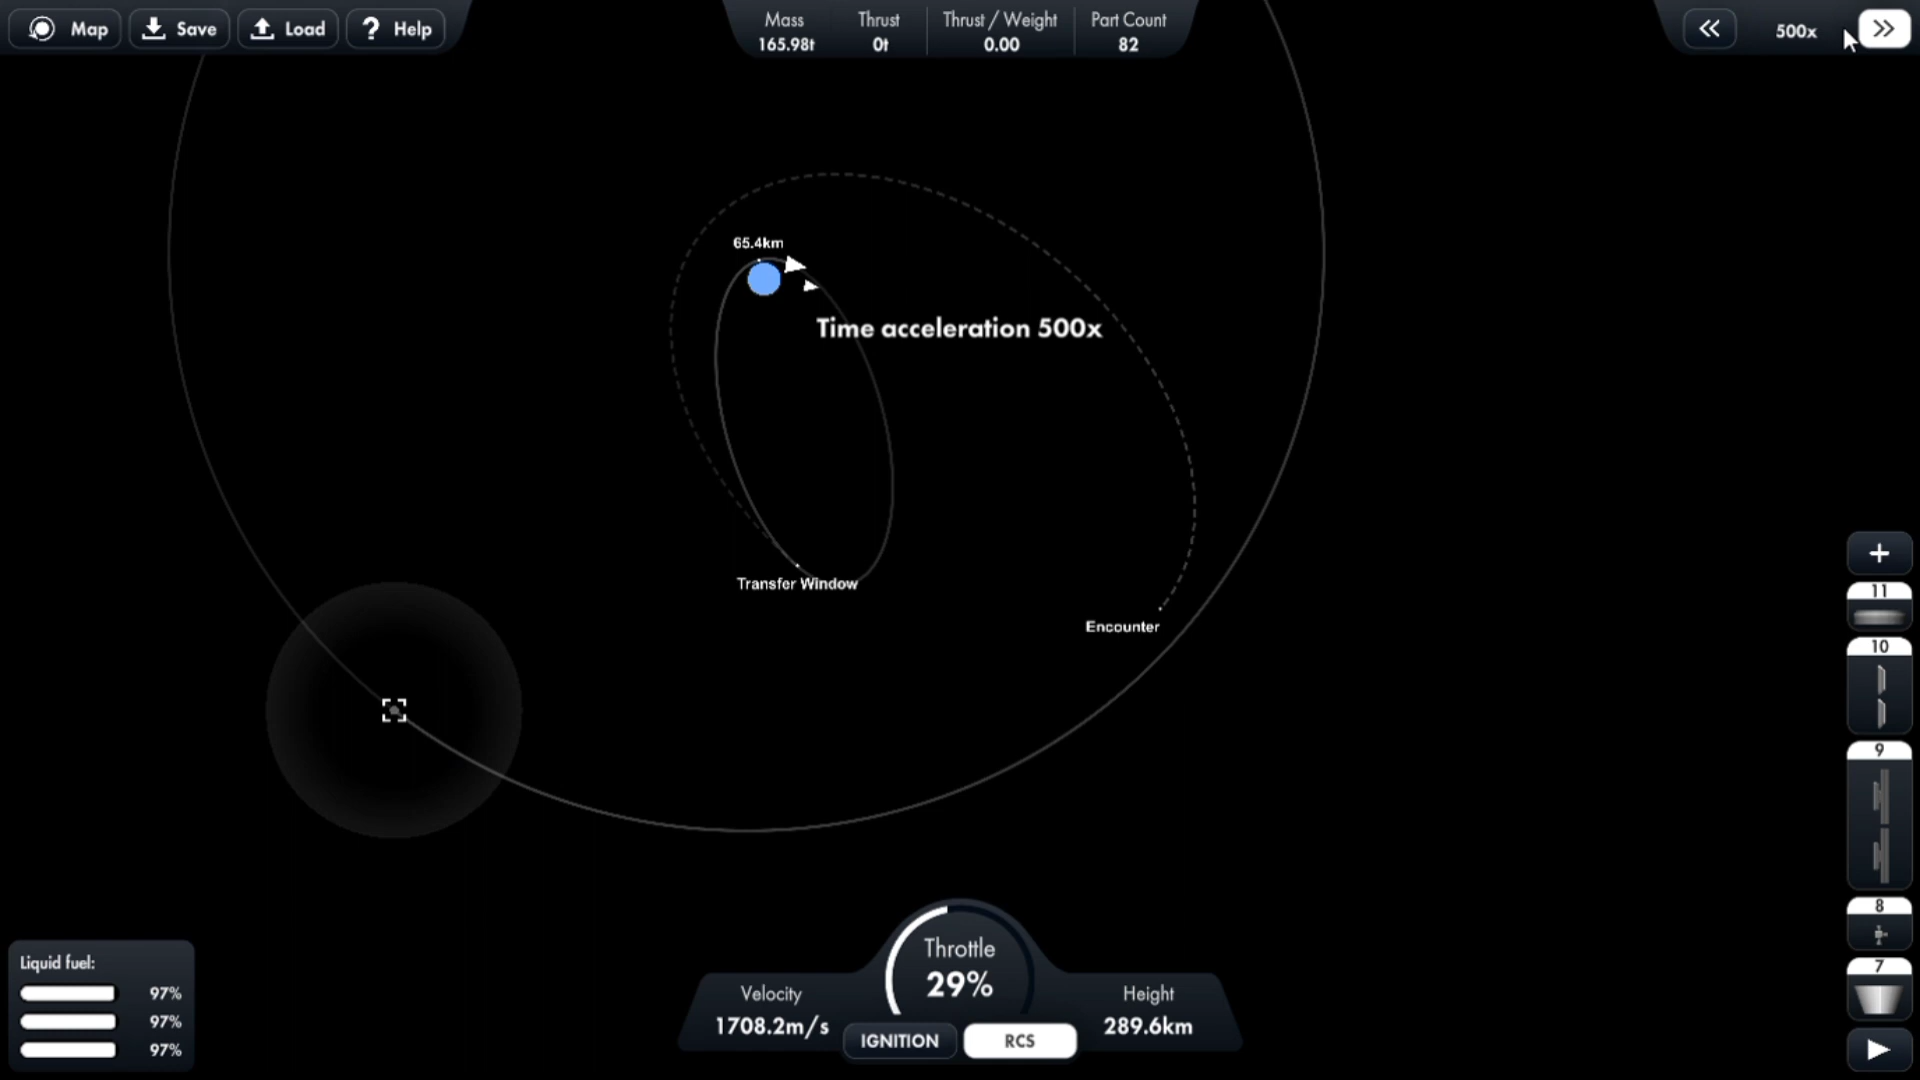 Map
Save
Load
? Help
Mass
165.98t
Thrust
0t
Thrust / Weight
0.00
Part Count
82
500x
65.4km
Time acceleration 500x
Transfer Window
Encounter
11
10
9
8
7
Liquid fuel:
97%
97%
97%
Throttle
29%
Velocity
1708.2m/s
Height
289.6km
IGNITION
RCS